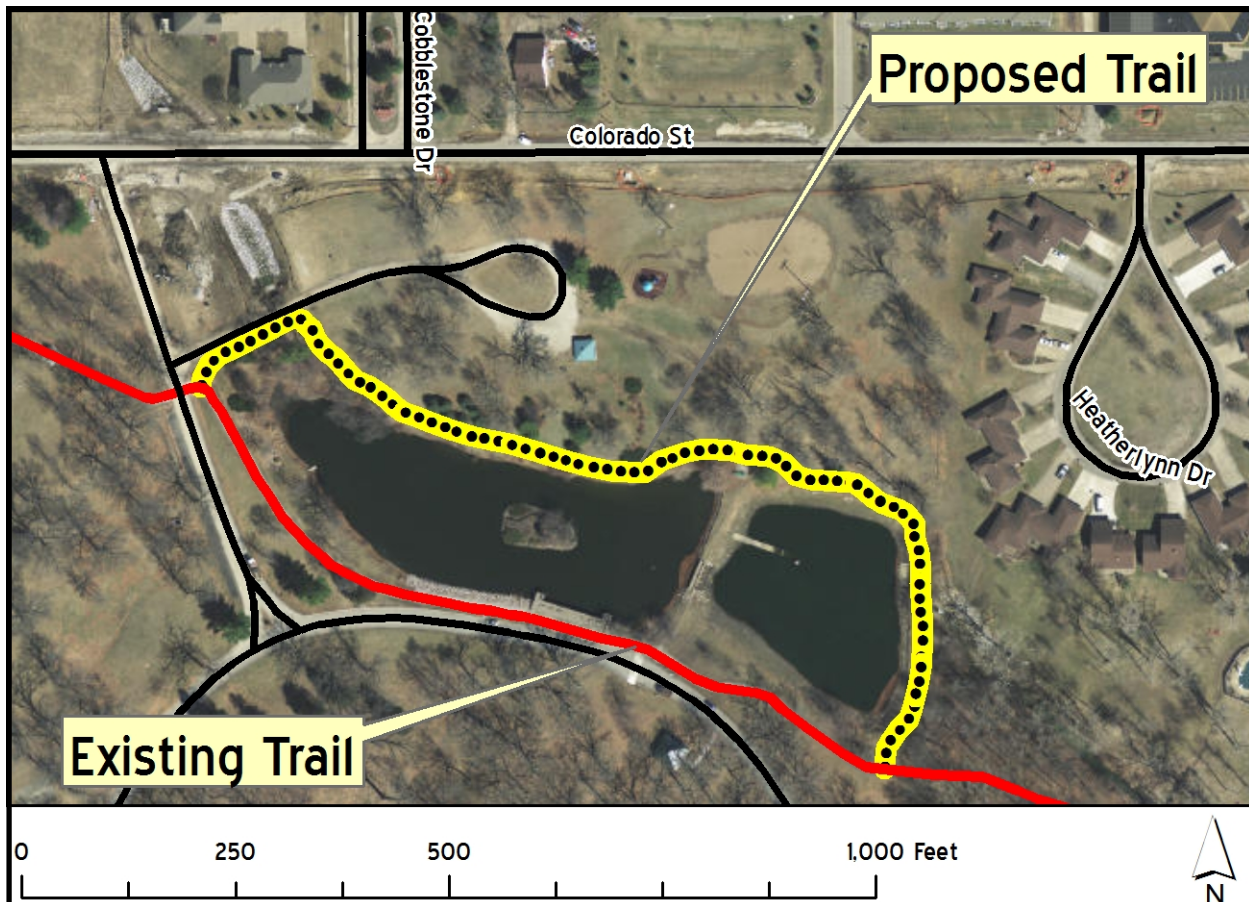 Cobblestone Dr
Proposed Trail
Colorado St
Heatherlynn Dr
Existing Trail
0 250 500 1,000 Feet
N